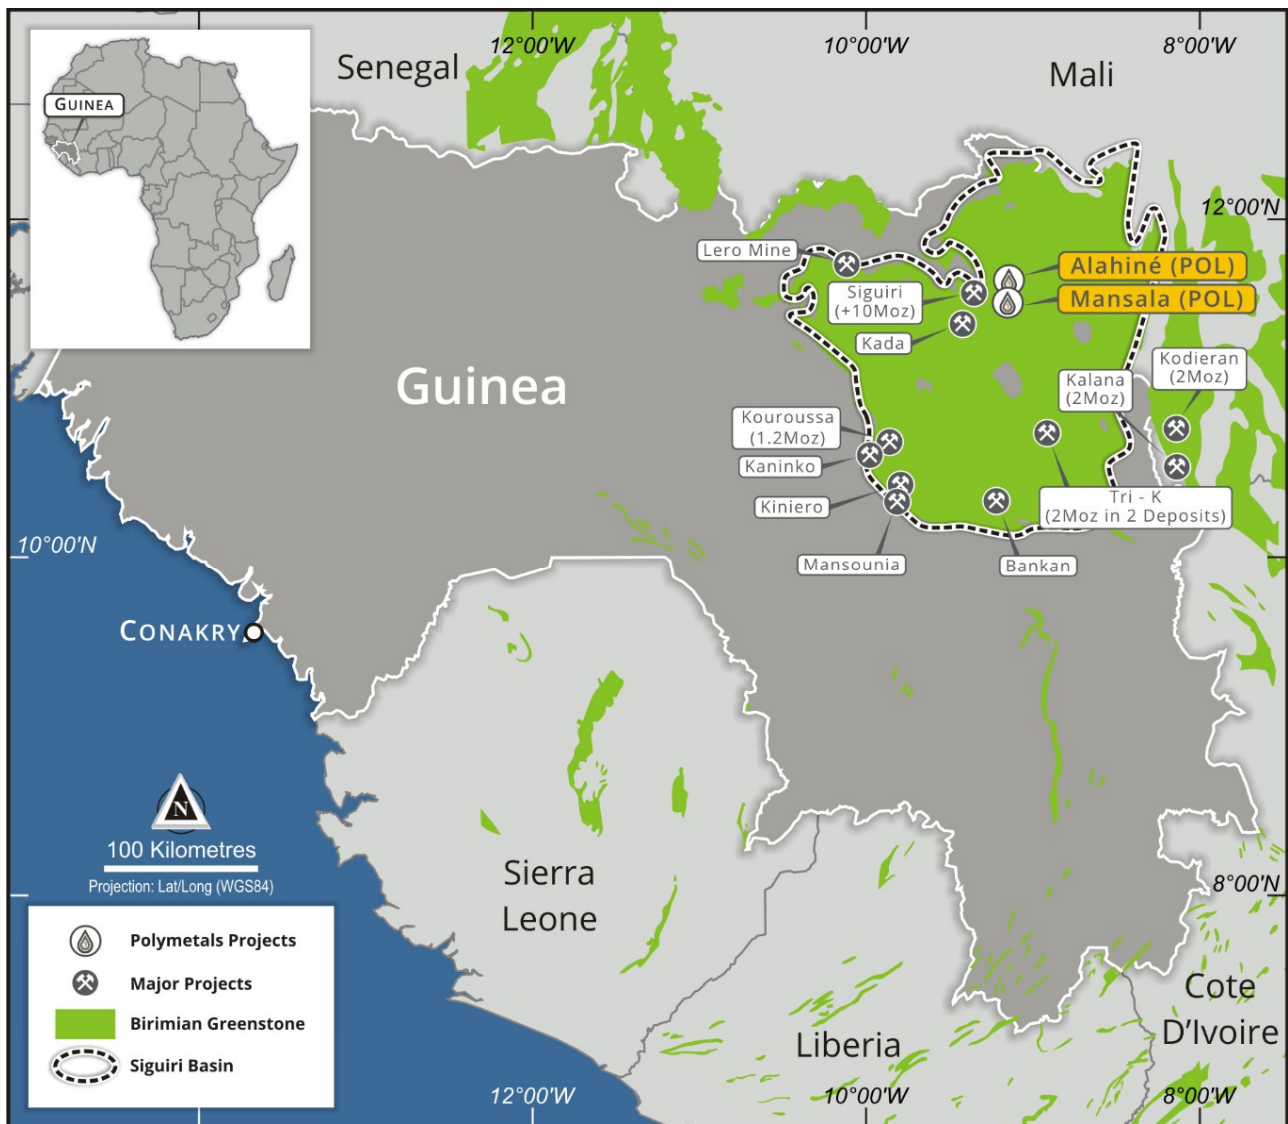 12°00'W
10°00'W
8°00'W
Senegal
Mali
GUINEA
12°00'N
Lero Mine
Alahiné (POL)
Siguiri
(+10Moz)
Mansala (POL)
Kada
Kodieran
(2Moz)
Kalana
(2Moz)
Guinea
Kouroussa
(1.2Moz)
Kaninko
Kiniero
Tri - K
(2Moz in 2 Deposits)
Mansounia
Bankan
10°00'N
CONAKRY
N
100 Kilometres
Projection: Lat/Long (WGS84)
Sierra
Leone
8°00'N
Polymetals Projects
Major Projects
Birimian Greenstone
Siguiri Basin
Cote
D'Ivoire
Liberia
12°00'W
10°00'W
8°00'W